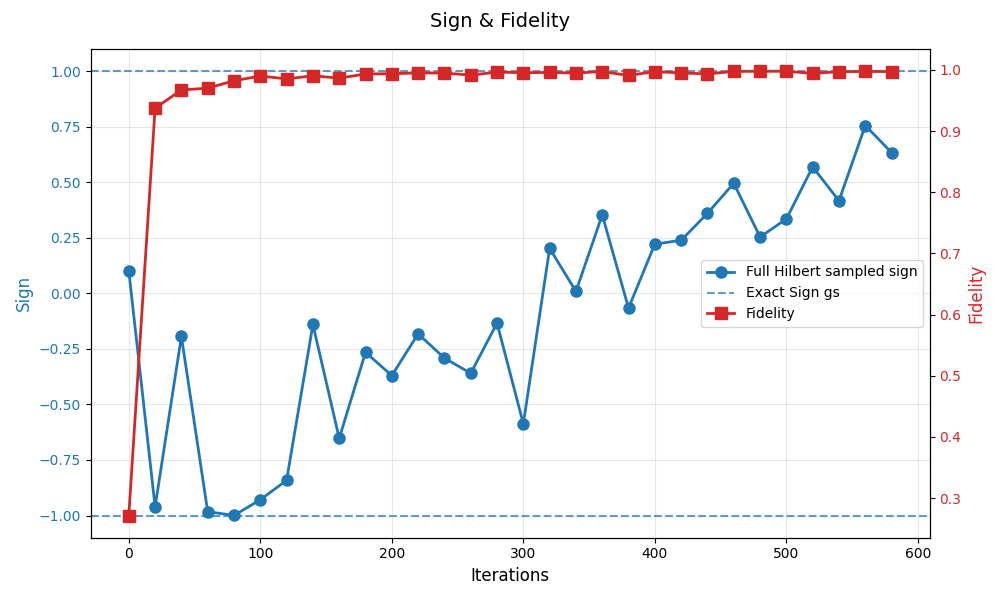 Sign & Fidelity
1.00
0.75
0.50
0.25
0.00
−0.25
−0.50
−0.75
−1.00
Sign
1.0
0.9
0.8
0.7
0.6
0.5
0.4
0.3
Fidelity
Full Hilbert sampled sign
Exact Sign gs
Fidelity
0 100 200 300 400 500 600
Iterations